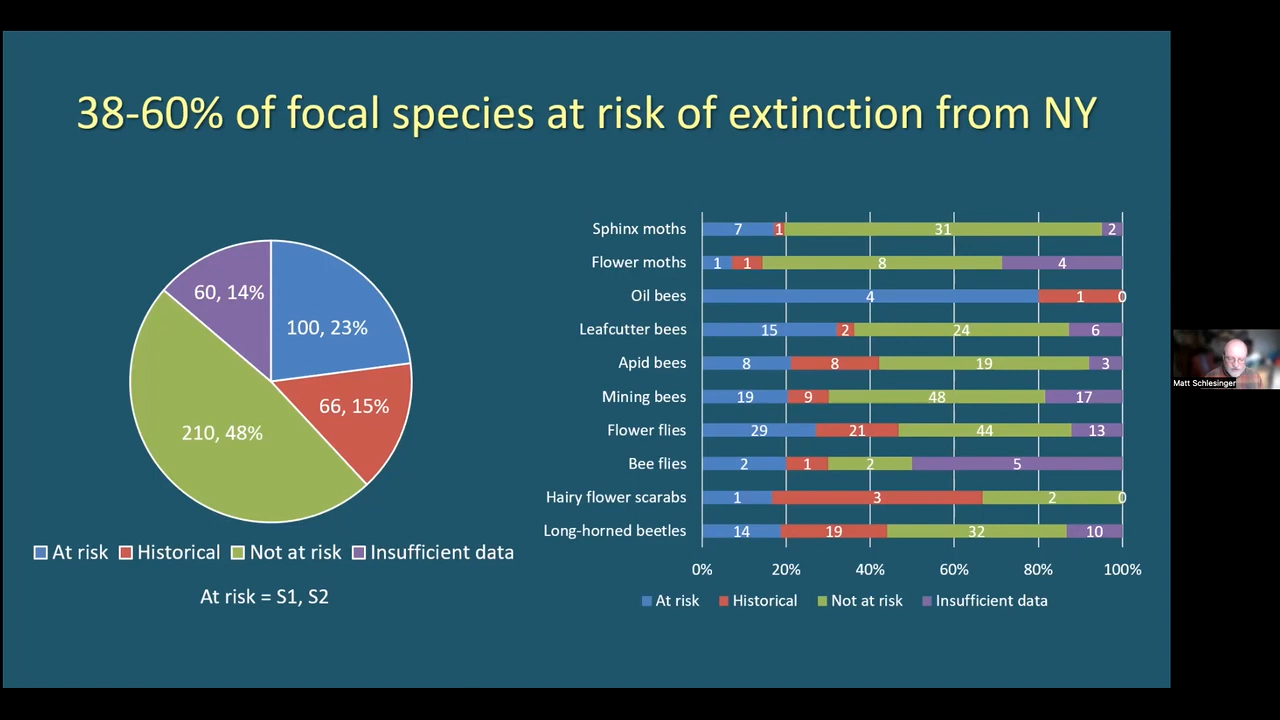 38-60% of focal species at risk of extinction from NY
60, 14%
100, 23%
66, 15%
210, 48%
At risk Historical Not at risk Insufficient data
At risk = S1, S2
Sphinx moths 7 1 31 2
Flower moths 1 1 8 4
Oil bees 4 1 0
Leafcutter bees 15 2 24 6
Apid bees 8 8 19 3
Mining bees 19 9 48 17
Flower flies 29 21 44 13
Bee flies 2 1 2 5
Hairy flower scarabs 1 3 2 0
Long-horned beetles 14 19 32 10
0% 20% 40% 60% 80% 100%
At risk Historical Not at risk Insufficient data
Matt Schlesinger